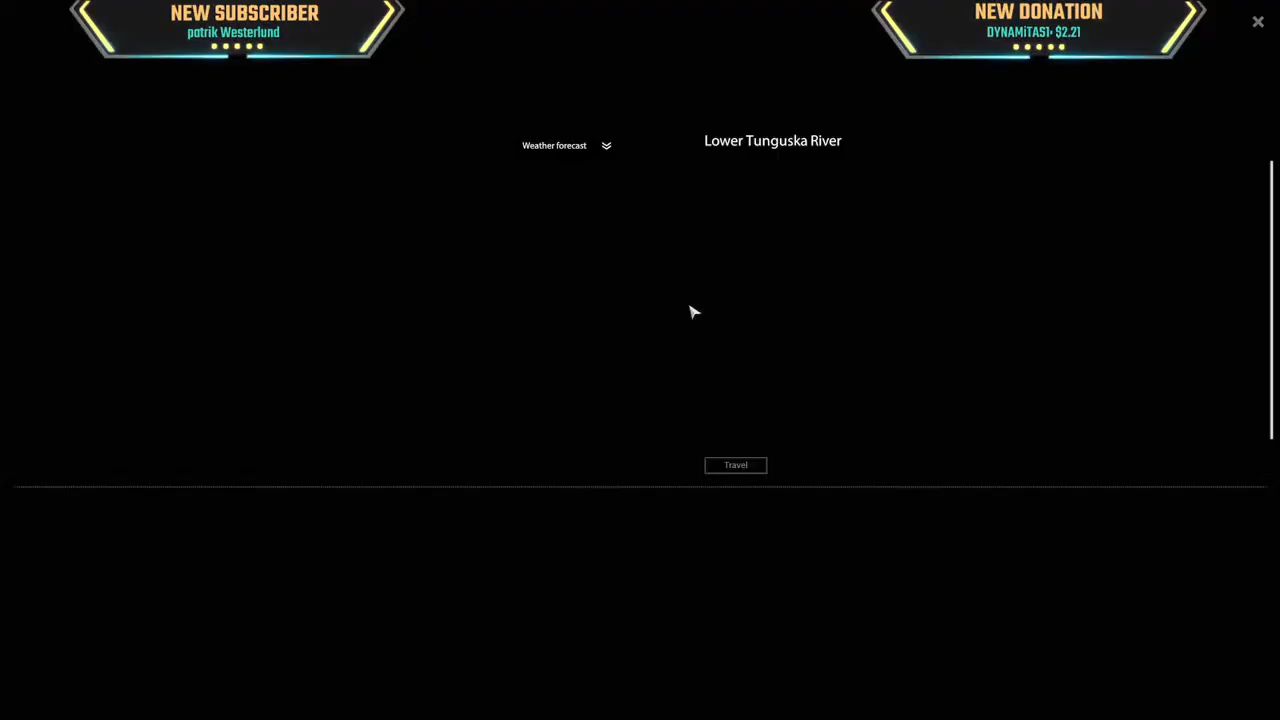 NEW SUBSCRIBER
patrik Westerlund
NEW DONATION
DYNAMiTAS1• $2.21
Weather forecast
Lower Tunguska River
Travel